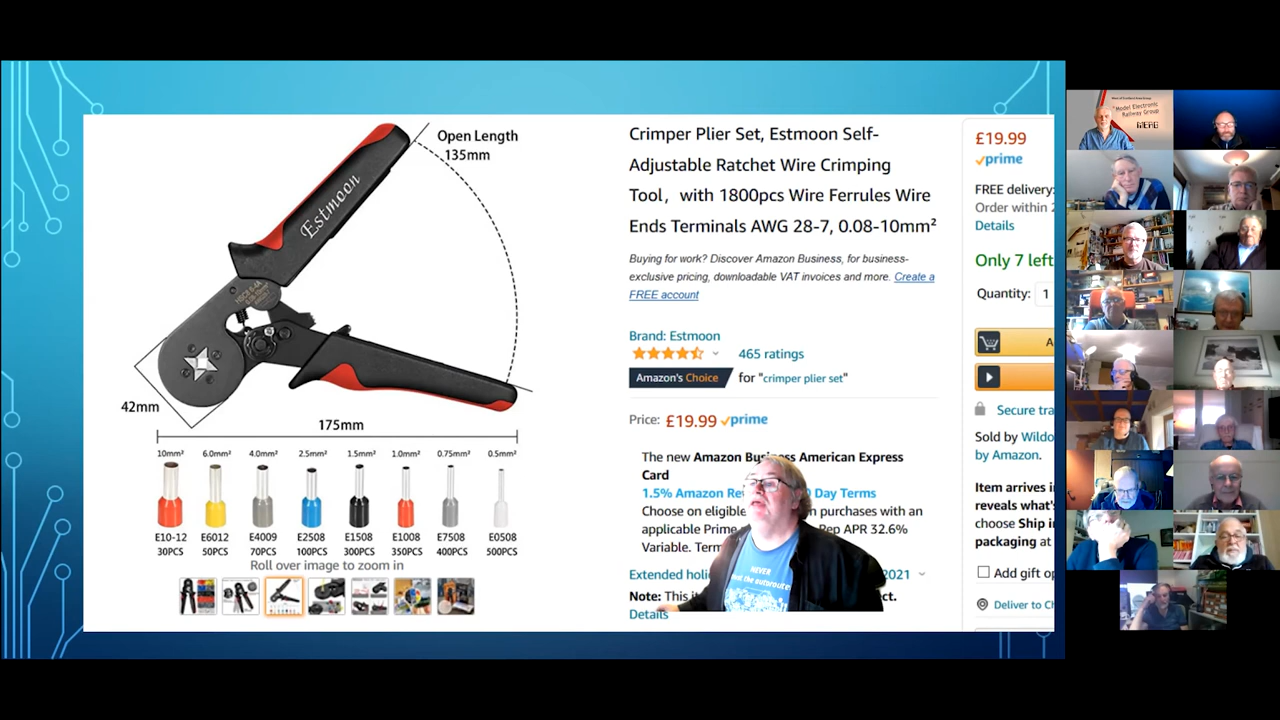 Open Length
135mm
Estmoon
42mm
175mm
10mm² 6.0mm² 4.0mm² 2.5mm² 1.5mm² 1.0mm² 0.75mm² 0.5mm²
E10-12 E6012 E4009 E2508 E1508 E1008 E7508 E0508
30PCS 50PCS 70PCS 100PCS 300PCS 350PCS 400PCS 500PCS
Roll over image to zoom in
Crimper Plier Set, Estmoon Self-
Adjustable Ratchet Wire Crimping
Tool, with 1800pcs Wire Ferrules Wire
Ends Terminals AWG 28-7, 0.08-10mm²
Buying for work? Discover Amazon Business, for business-
exclusive pricing, downloadable VAT invoices and more. Create a
FREE account
Brand: Estmoon
465 ratings
Amazon's Choice for "crimper plier set"
Price: £19.99 prime
The new Amazon Business American Express
Card
1.5% Amazon Day Terms
Choose on eligible purchases with an
applicable Prime Rep APR 32.6%
Variable.
Extended 2021
Note: This
Details
NEVER
the
£19.99
prime
FREE delivery:
Order within
Details
Only 7 left
Quantity: 1
A
Secure tra
Sold by Wildo
by Amazon.
Item arrives in
reveals what's
choose Ship in
packaging at
Add gift op
Deliver to Ch
Model Electronic
Railway Group
MERG